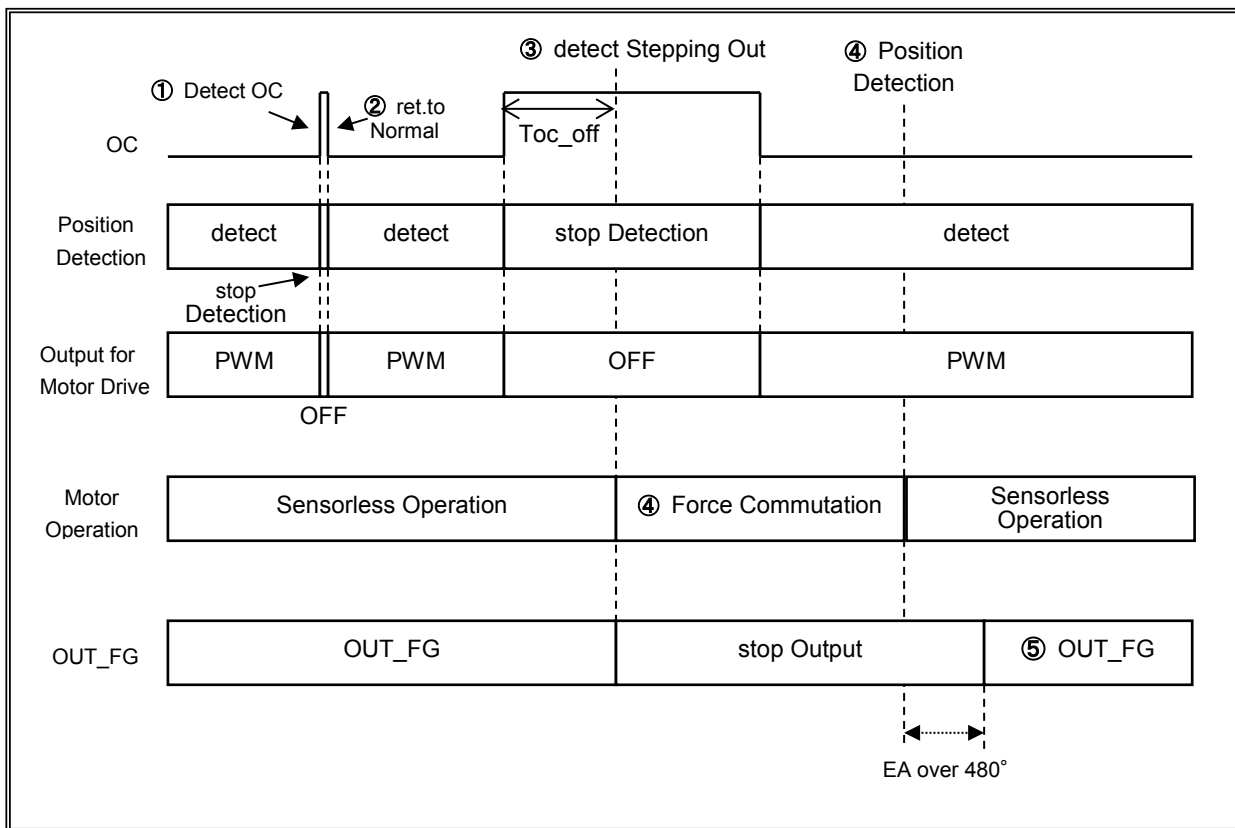 ③ detect Stepping Out
④ Position
Detection
① Detect OC
② ret.to
Normal
Toc_off
OC
Position
Detection
detect
detect
stop Detection
detect
stop
Detection
Output for
Motor Drive
PWM
PWM
OFF
PWM
OFF
Motor
Operation
Sensorless Operation
④ Force Commutation
Sensorless
Operation
OUT_FG
OUT_FG
stop Output
⑤ OUT_FG
EA over 480°